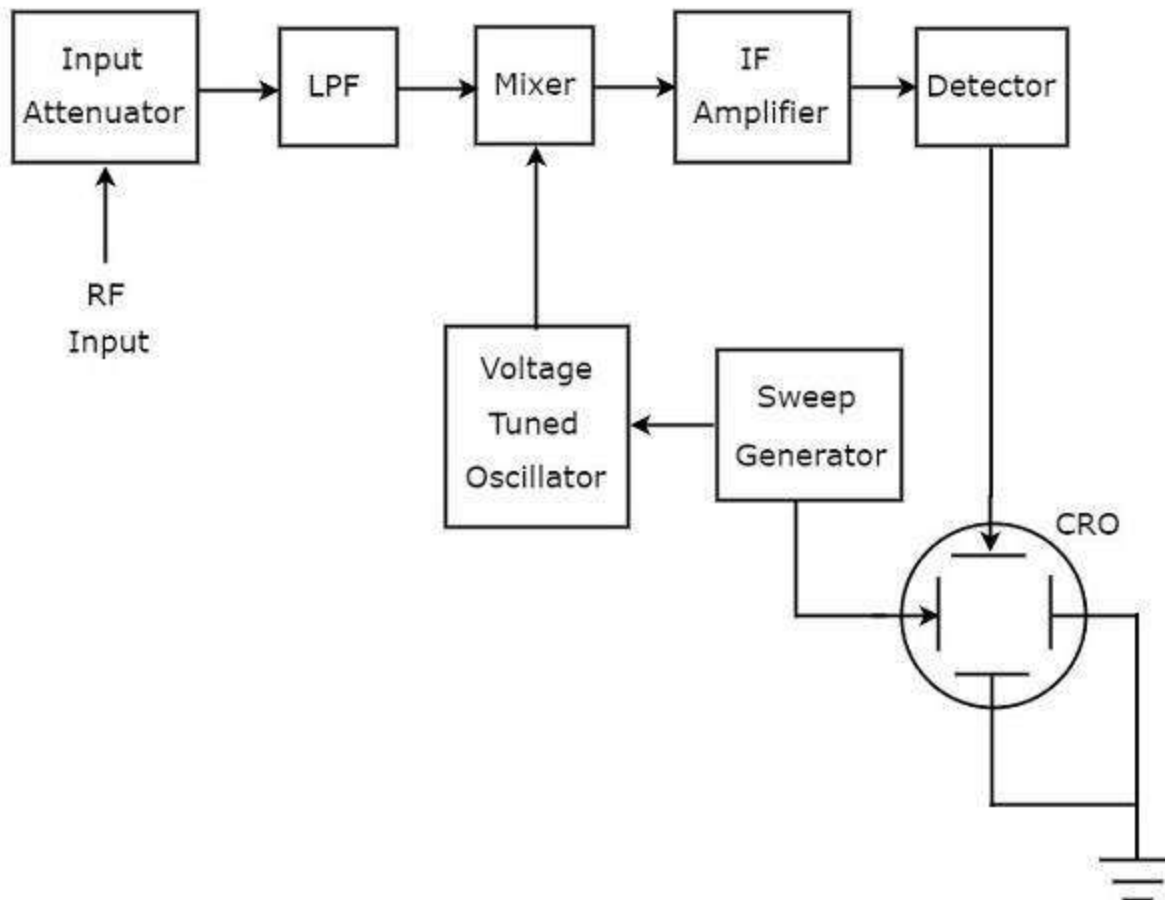 Input
Attenuator
LPF
Mixer
IF
Amplifier
Detector
RF
Input
Voltage
Tuned
Oscillator
Sweep
Generator
CRO